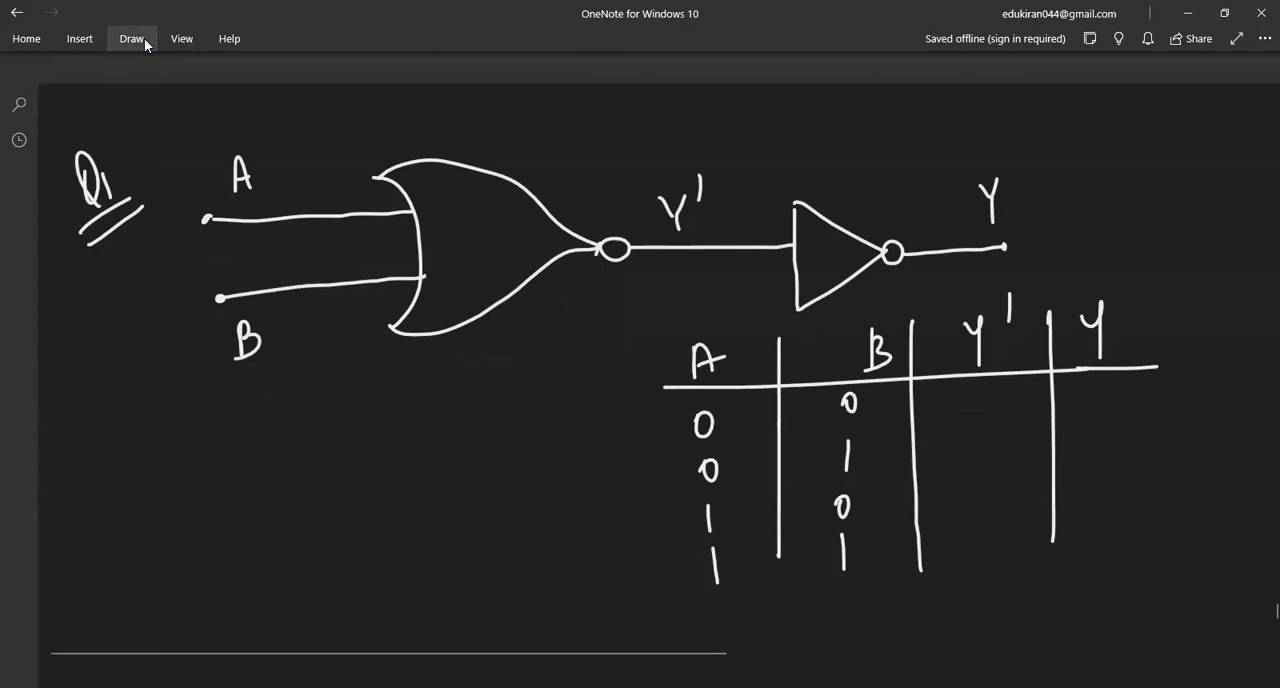 OneNote for Windows 10
edukiran044@gmail.com
Home Insert Draw View Help
Saved offline (sign in required) Share
Q1
A
Y'
Y
B
A B Y' Y
0 0
0 1
1 0
1 1